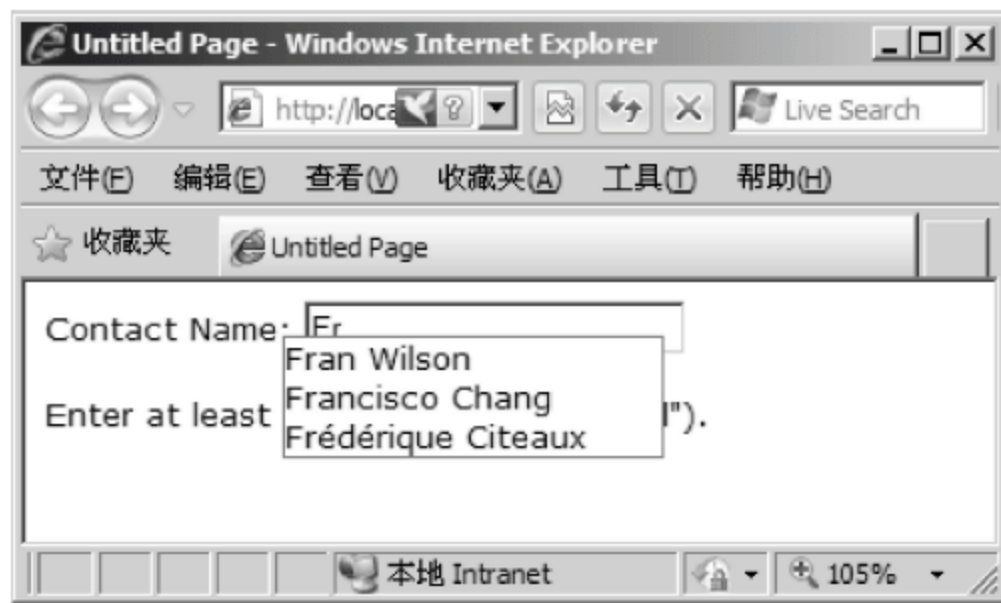 Untitled Page - Windows Internet Explorer
http://loca Live Search
文件(F) 编辑(E) 查看(V) 收藏夹(A) 工具(T) 帮助(H)
收藏夹 Untitled Page
Contact Name: Fr
Fran Wilson
Francisco Chang
Enter at least l").
Frédérique Citeaux
本地 Intranet 105%